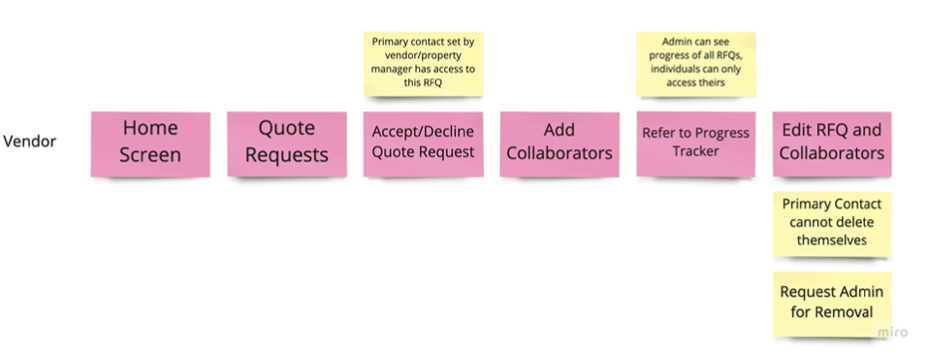 Primary contact set by
vendor/property
manager has access to
this RFQ
Admin can see
progress of all RFQs,
individuals can only
access theirs
Vendor
Home
Screen
Quote
Requests
Accept/Decline
Quote Request
Add
Collaborators
Refer to Progress
Tracker
Edit RFQ and
Collaborators
Primary Contact
cannot delete
themselves
Request Admin
for Removal
miro